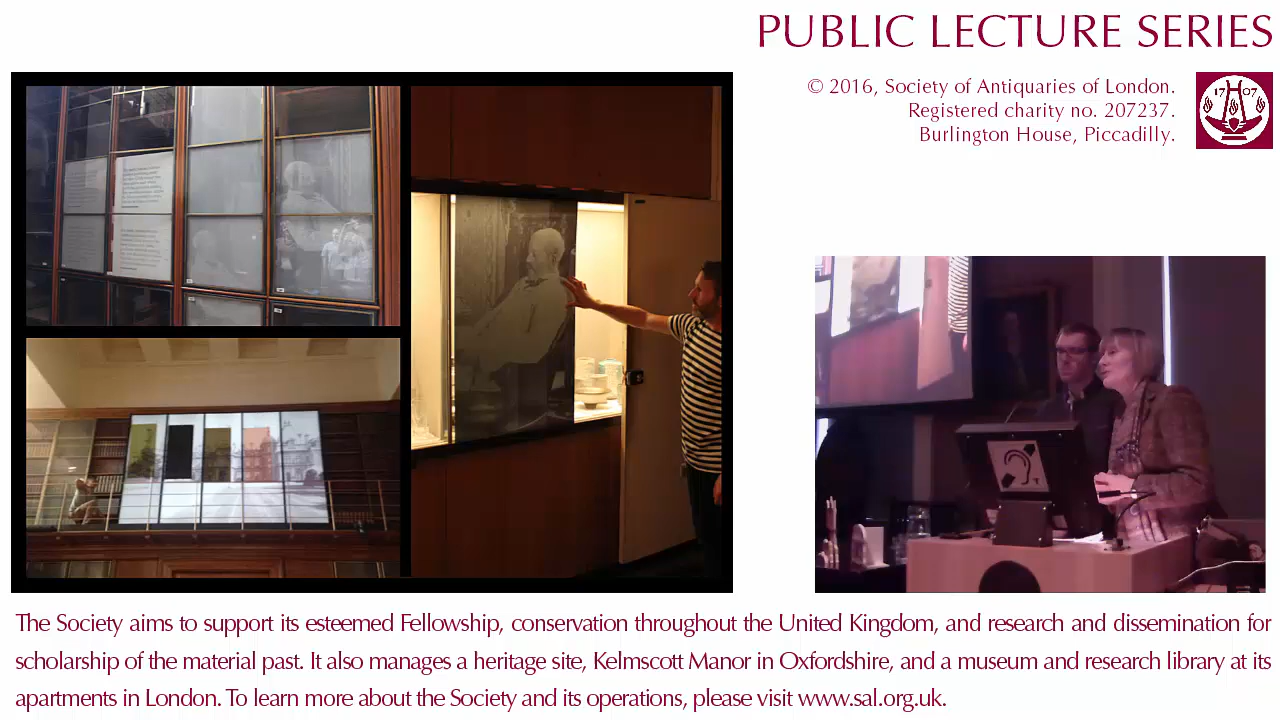 PUBLIC LECTURE SERIES
© 2016, Society of Antiquaries of London.
Registered charity no. 207237.
Burlington House, Piccadilly.
17 07
The Society aims to support its esteemed Fellowship, conservation throughout the United Kingdom, and research and dissemination for
scholarship of the material past. It also manages a heritage site, Kelmscott Manor in Oxfordshire, and a museum and research library at its
apartments in London. To learn more about the Society and its operations, please visit www.sal.org.uk.